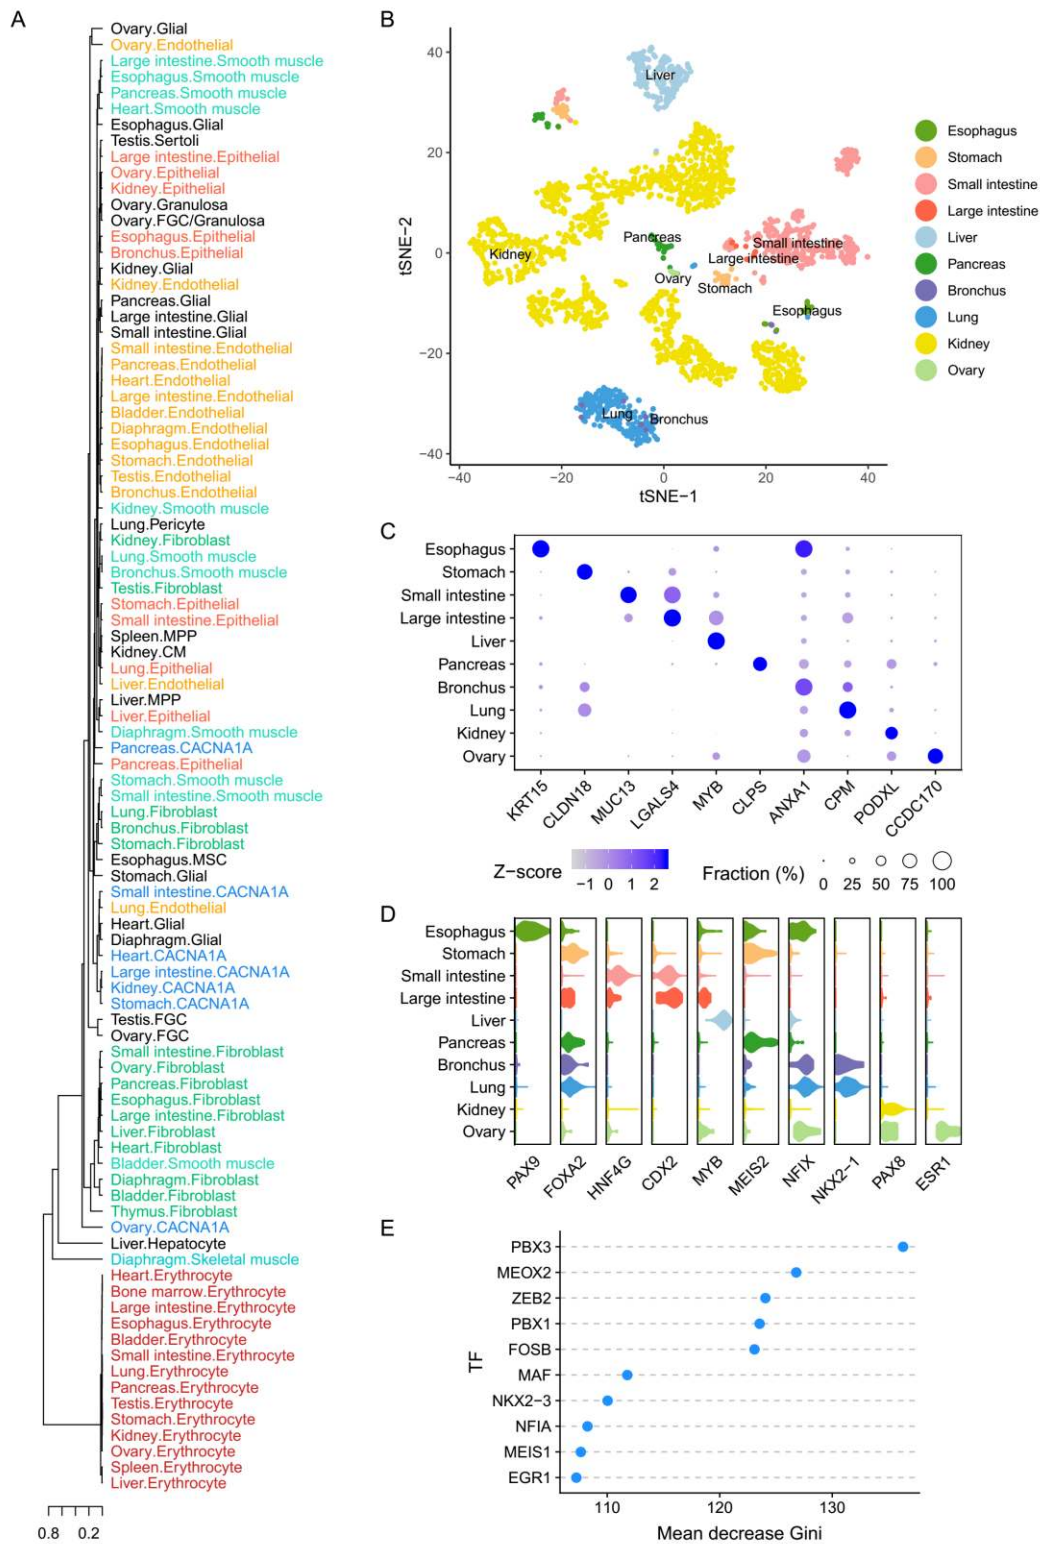 A
Ovary.Glial
Ovary.Endothelial
Large intestine.Smooth muscle
Esophagus.Smooth muscle
Pancreas.Smooth muscle
Heart.Smooth muscle
Esophagus.Glial
Testis.Sertoli
Large intestine.Epithelial
Ovary.Epithelial
Kidney.Epithelial
Ovary.Granulosa
Ovary.FGC/Granulosa
Esophagus.Epithelial
Bronchus.Epithelial
Kidney.Glial
Kidney.Endothelial
Pancreas.Glial
Large intestine.Glial
Small intestine.Glial
Small intestine.Endothelial
Pancreas.Endothelial
Heart.Endothelial
Large intestine.Endothelial
Bladder.Endothelial
Diaphragm.Endothelial
Esophagus.Endothelial
Stomach.Endothelial
Testis.Endothelial
Bronchus.Endothelial
Kidney.Smooth muscle
Lung.Pericyte
Kidney.Fibroblast
Lung.Smooth muscle
Bronchus.Smooth muscle
Testis.Fibroblast
Stomach.Epithelial
Small intestine.Epithelial
Spleen.MPP
Kidney.CM
Lung.Epithelial
Liver.Endothelial
Liver.MPP
Liver.Epithelial
Diaphragm.Smooth muscle
Pancreas.CACNA1A
Pancreas.Epithelial
Stomach.Smooth muscle
Small intestine.Smooth muscle
Lung.Fibroblast
Bronchus.Fibroblast
Stomach.Fibroblast
Esophagus.MSC
Stomach.Glial
Small intestine.CACNA1A
Lung.Endothelial
Heart.Glial
Diaphragm.Glial
Heart.CACNA1A
Large intestine.CACNA1A
Kidney.CACNA1A
Stomach.CACNA1A
Testis.FGC
Ovary.FGC
Small intestine.Fibroblast
Ovary.Fibroblast
Pancreas.Fibroblast
Esophagus.Fibroblast
Large intestine.Fibroblast
Liver.Fibroblast
Heart.Fibroblast
Bladder.Smooth muscle
Diaphragm.Fibroblast
Bladder.Fibroblast
Thymus.Fibroblast
Ovary.CACNA1A
Liver.Hepatocyte
Diaphragm.Skeletal muscle
Heart.Erythrocyte
Bone marrow.Erythrocyte
Large intestine.Erythrocyte
Esophagus.Erythrocyte
Bladder.Erythrocyte
Small intestine.Erythrocyte
Lung.Erythrocyte
Pancreas.Erythrocyte
Testis.Erythrocyte
Stomach.Erythrocyte
Kidney.Erythrocyte
Ovary.Erythrocyte
Spleen.Erythrocyte
Liver.Erythrocyte
0.8 0.2
B
tSNE−2
40
20
0
−20
−40
−40 −20 0 20 40
tSNE−1
Liver
Kidney
Pancreas
Small intestine
Large intestine
Ovary
Stomach
Esophagus
Lung
Bronchus
Esophagus
Stomach
Small intestine
Large intestine
Liver
Pancreas
Bronchus
Lung
Kidney
Ovary
C
Esophagus
Stomach
Small intestine
Large intestine
Liver
Pancreas
Bronchus
Lung
Kidney
Ovary
KRT15 CLDN18 MUC13 LGALS4 MYB CLPS ANXA1 CPM PODXL CCDC170
Z−score
−1 0 1 2
Fraction (%)
0 25 50 75 100
D
Esophagus
Stomach
Small intestine
Large intestine
Liver
Pancreas
Bronchus
Lung
Kidney
Ovary
PAX9 FOXA2 HNF4G CDX2 MYB MEIS2 NFIX NKX2−1 PAX8 ESR1
E
TF
PBX3
MEOX2
ZEB2
PBX1
FOSB
MAF
NKX2−3
NFIA
MEIS1
EGR1
110 120 130
Mean decrease Gini